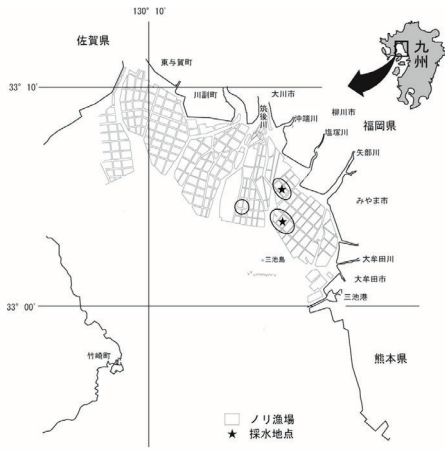 130° 10′
佐賀県
東与賀町
九州
33° 10′
川副町
筑後川
大川市
沖端川
柳川市
塩塚川
福岡県
矢部川
みやま市
三池島
大牟田川
大牟田市
33° 00′
三池港
竹崎町
熊本県
ノリ漁場
★ 採水地点